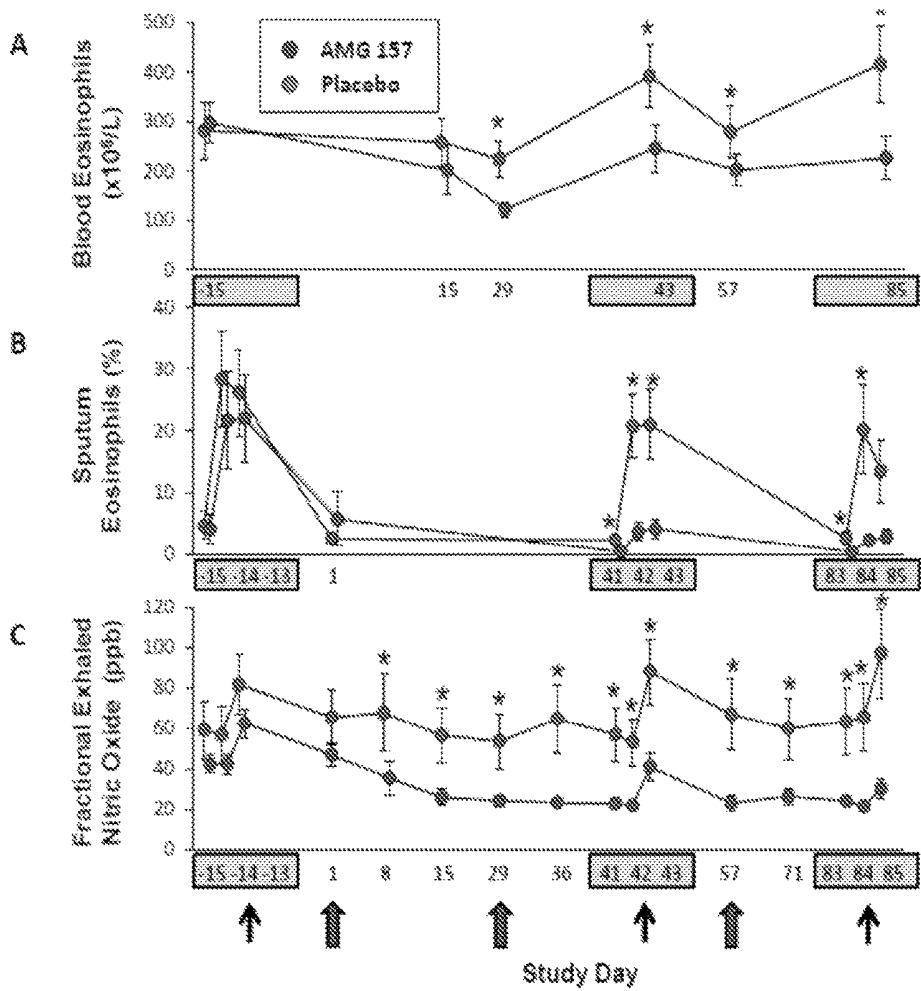 A
Blood Eosinophils
(x10⁶/L)
500
400
300
200
100
0
AMG 157
Placebo
* * * *
-15 15 29 43 57 85
B
Sputum
Eosinophils (%)
40
30
20
10
0
* * * * *
-15 -14 -13 1 41 42 43 83 84 85
C
Fractional Exhaled
Nitric Oxide (ppb)
120
100
80
60
40
20
0
* * * * * * * * * * *
-15 -14 -13 1 8 15 29 36 41 42 43 57 71 83 84 85
Study Day